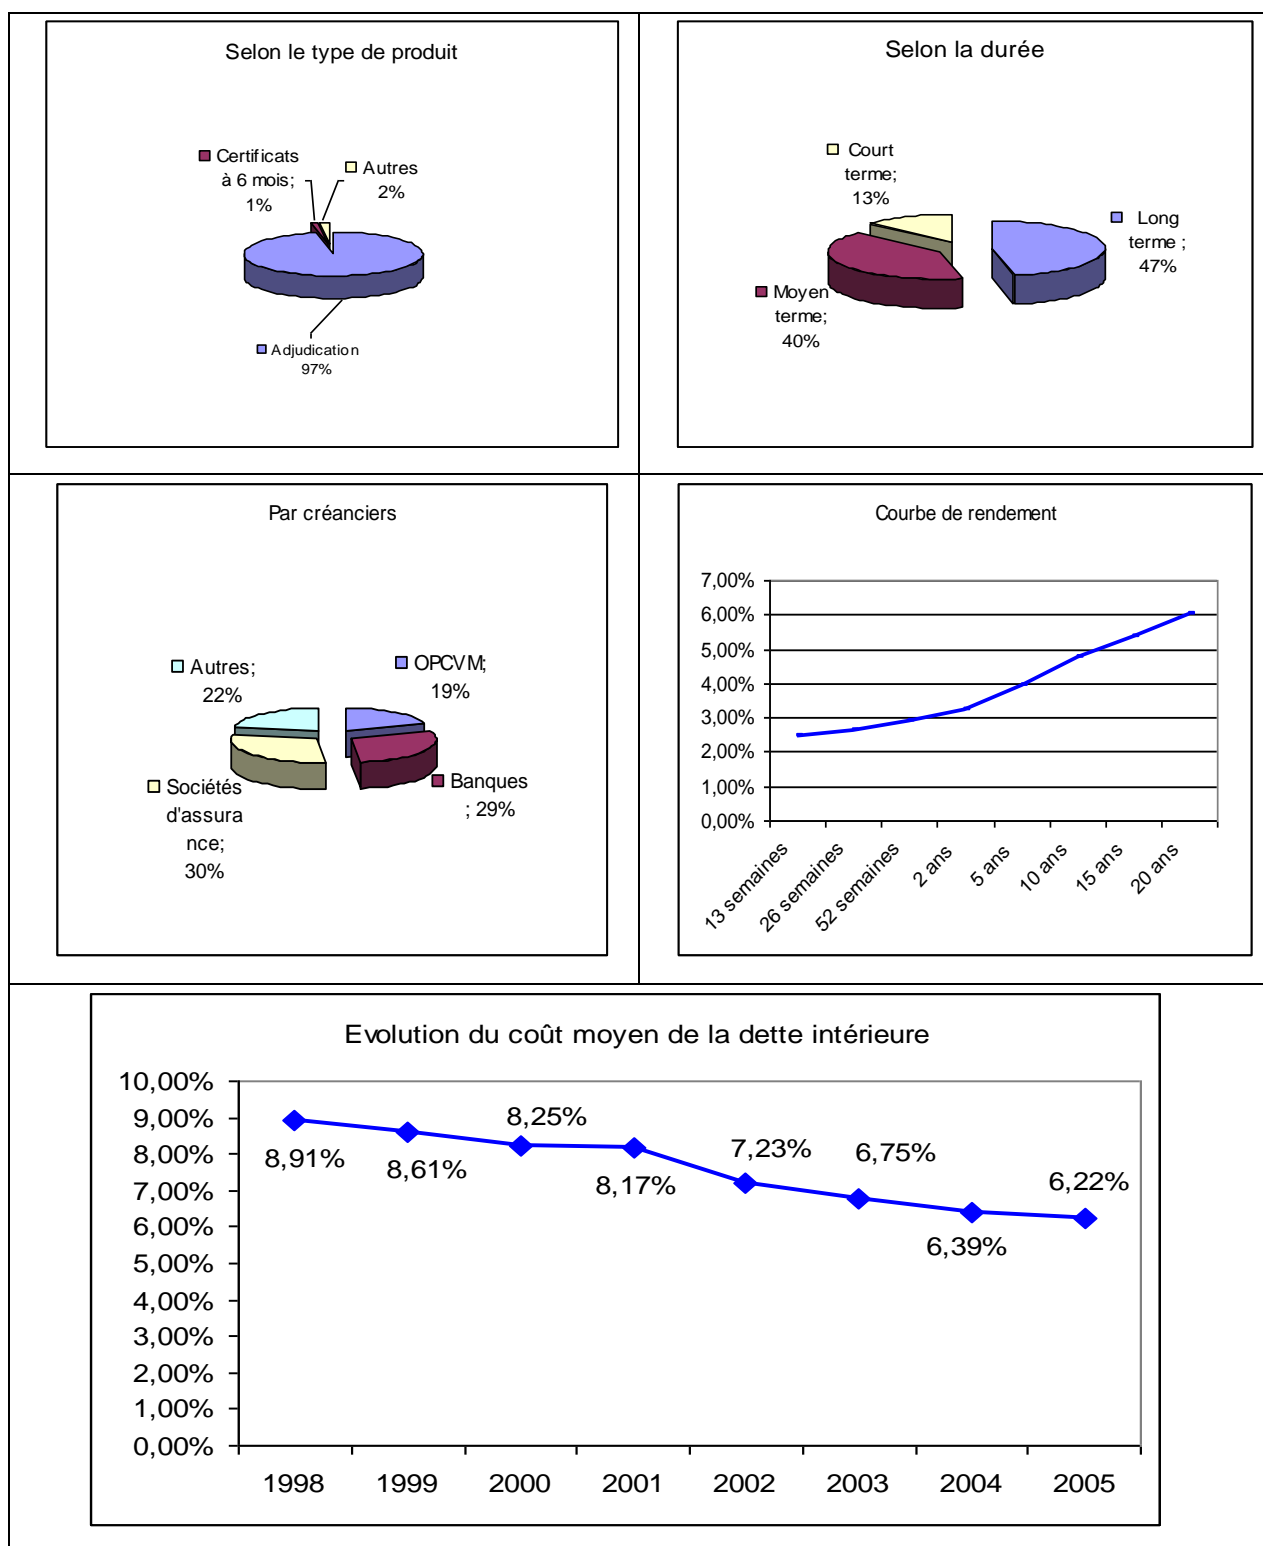 Selon le type de produit
Certificats
à 6 mois;
1%
Autres
2%
Adjudication
97%
Selon la durée
Court
terme;
13%
Long
terme ;
47%
Moyen
terme;
40%
Par créanciers
Autres;
22%
OPCVM;
19%
Sociétés
d'assura
nce;
30%
Banques
; 29%
Courbe de rendement
7,00%
6,00%
5,00%
4,00%
3,00%
2,00%
1,00%
0,00%
13 semaines
26 semaines
52 semaines
2 ans
5 ans
10 ans
15 ans
20 ans
Evolution du coût moyen de la dette intérieure
10,00%
9,00%
8,00%
7,00%
6,00%
5,00%
4,00%
3,00%
2,00%
1,00%
0,00%
8,91%
8,61%
8,25%
8,17%
7,23%
6,75%
6,39%
6,22%
1998
1999
2000
2001
2002
2003
2004
2005